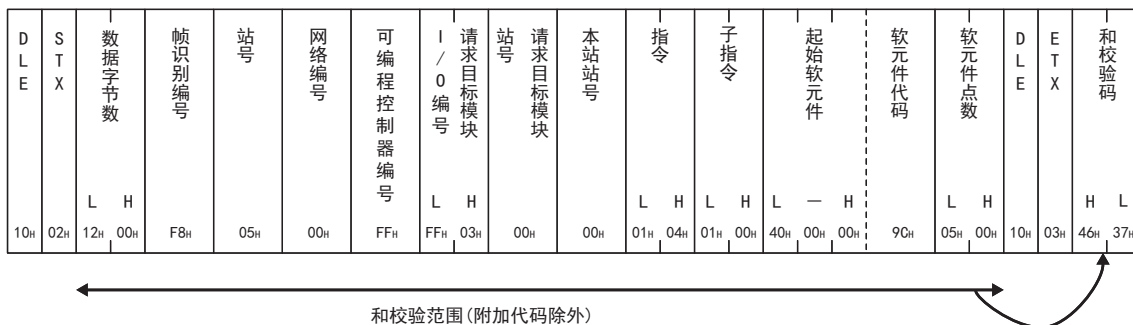 DLE
STX
数据字节数
帧识别编号
站号
网络编号
可编程控制器编号
请求目标模块
I/O编号
请求目标模块
站号
本站站号
指令
子指令
起始软元件
软元件代码
软元件点数
DLE
ETX
和校验码
L H L H L H L H L — H L H H L
10H 02H 12H 00H F8H 05H 00H FFH FFH 03H 00H 00H 01H 04H 01H 00H 40H 00H 00H 9CH 05H 00H 10H 03H 46H 37H
和校验范围(附加代码除外)